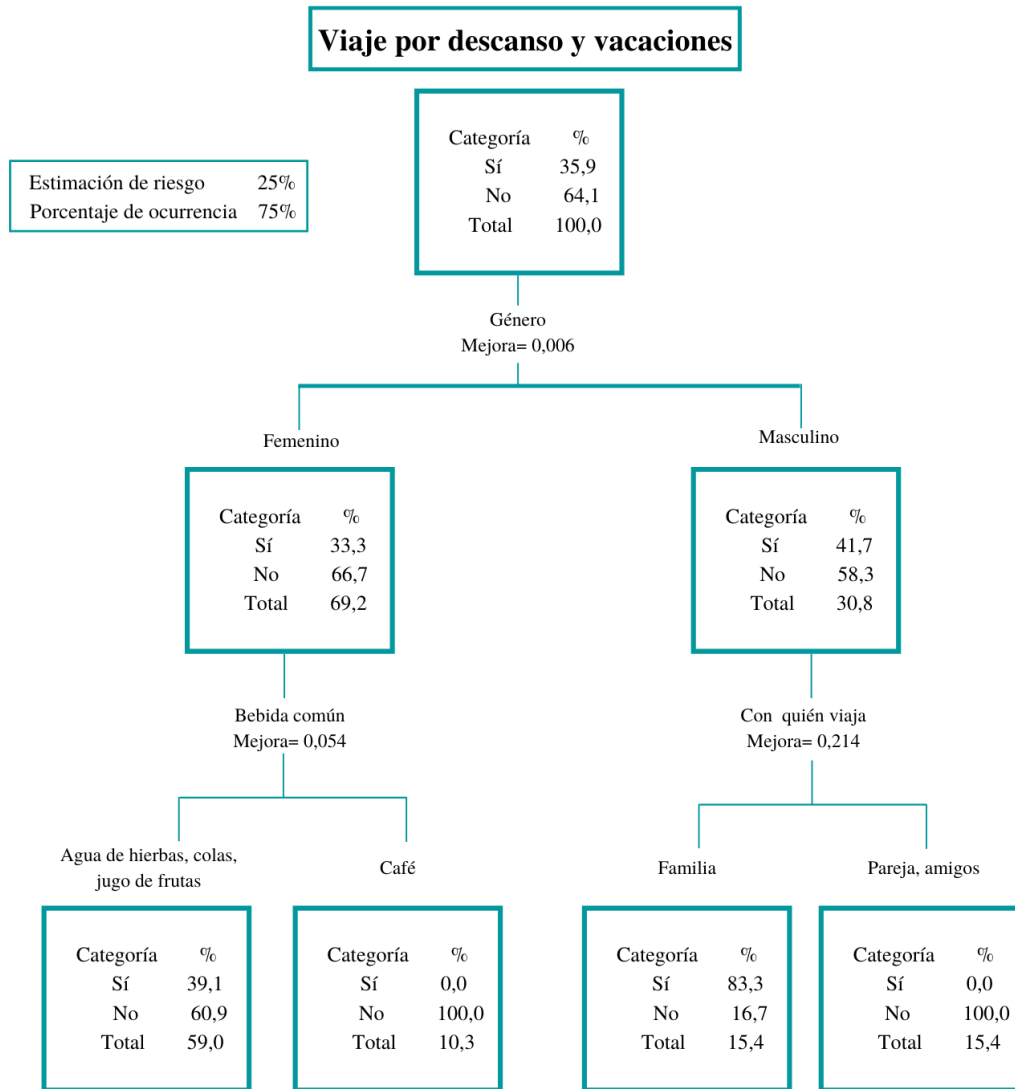 Viaje por descanso y vacaciones
Categoría %
Sí 35,9
No 64,1
Total 100,0
Estimación de riesgo 25%
Porcentaje de ocurrencia 75%
Género
Mejora= 0,006
Femenino
Categoría %
Sí 33,3
No 66,7
Total 69,2
Masculino
Categoría %
Sí 41,7
No 58,3
Total 30,8
Bebida común
Mejora= 0,054
Con quién viaja
Mejora= 0,214
Agua de hierbas, colas,
jugo de frutas
Categoría %
Sí 39,1
No 60,9
Total 59,0
Café
Categoría %
Sí 0,0
No 100,0
Total 10,3
Familia
Categoría %
Sí 83,3
No 16,7
Total 15,4
Pareja, amigos
Categoría %
Sí 0,0
No 100,0
Total 15,4